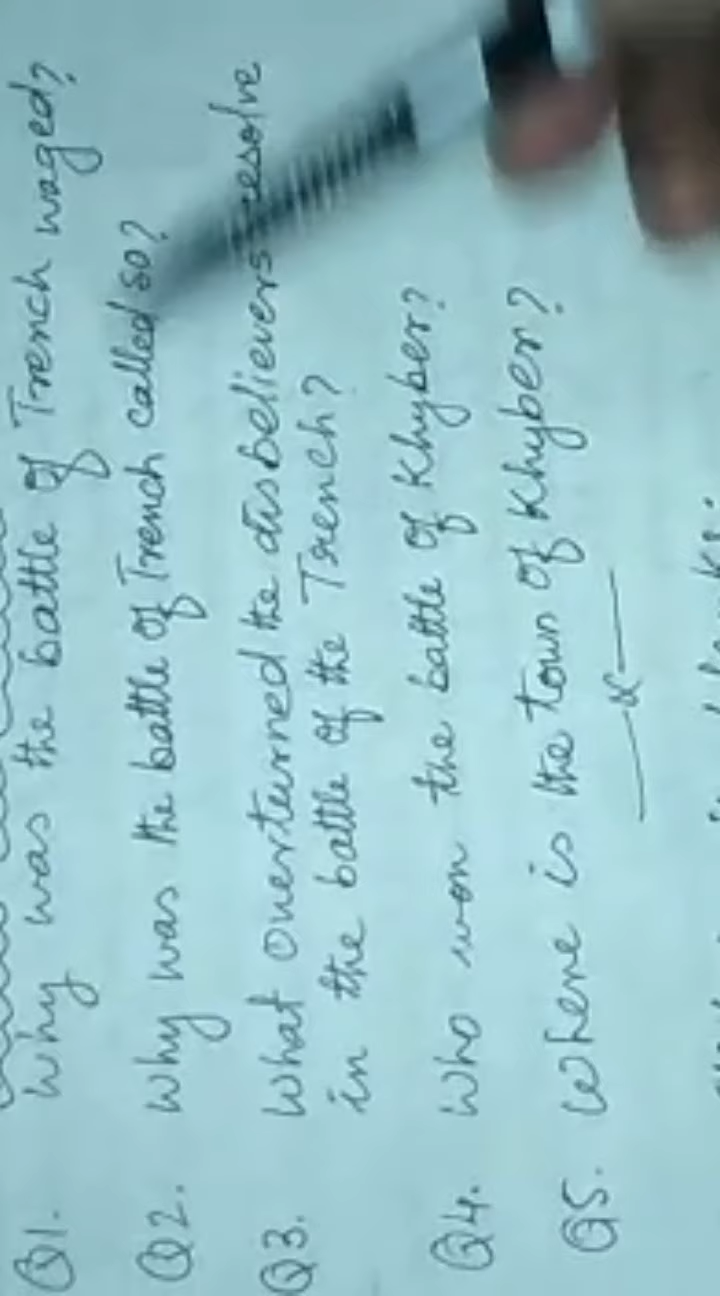 Q1. Why was the battle of Trench waged?
Q2. Why was the battle of Trench called so?
Q3. What overturned the disbelievers resolve
in the battle of the Trench?
Q4. Who won the battle of Khyber?
Q5. Where is the town of Khyber?